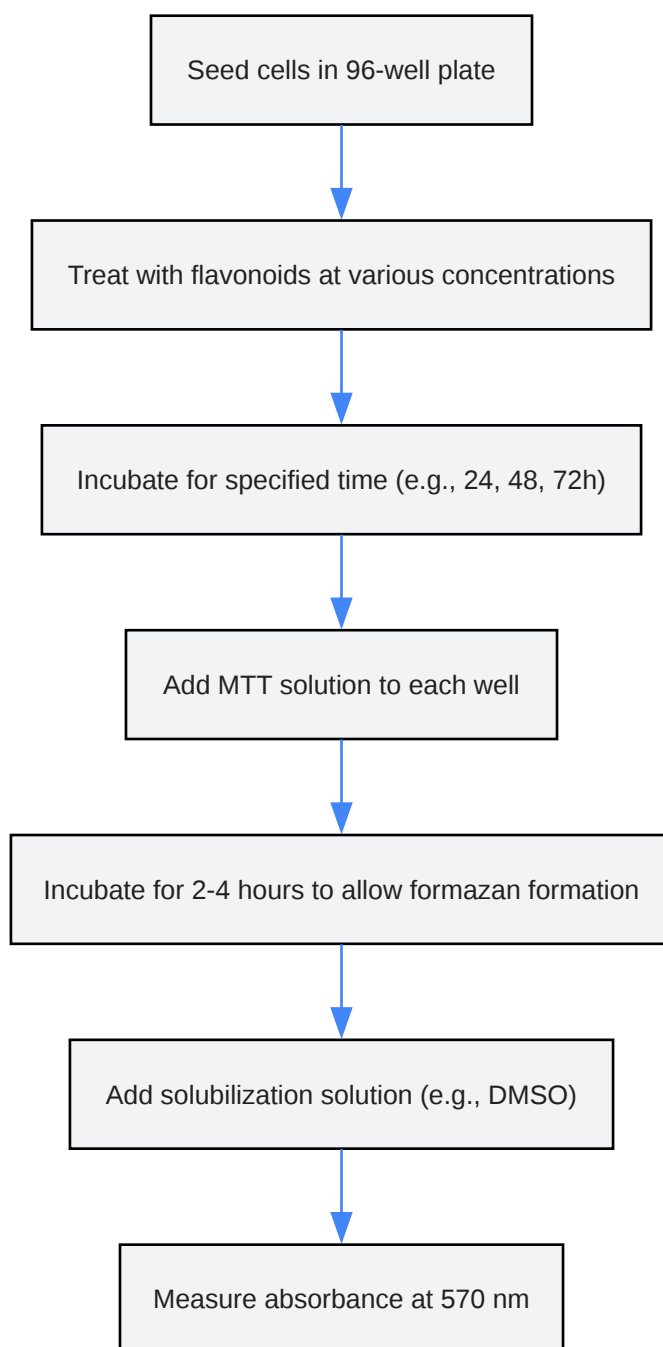 Seed cells in 96-well plate
Treat with flavonoids at various concentrations
Incubate for specified time (e.g., 24, 48, 72h)
Add MTT solution to each well
Incubate for 2-4 hours to allow formazan formation
Add solubilization solution (e.g., DMSO)
Measure absorbance at 570 nm